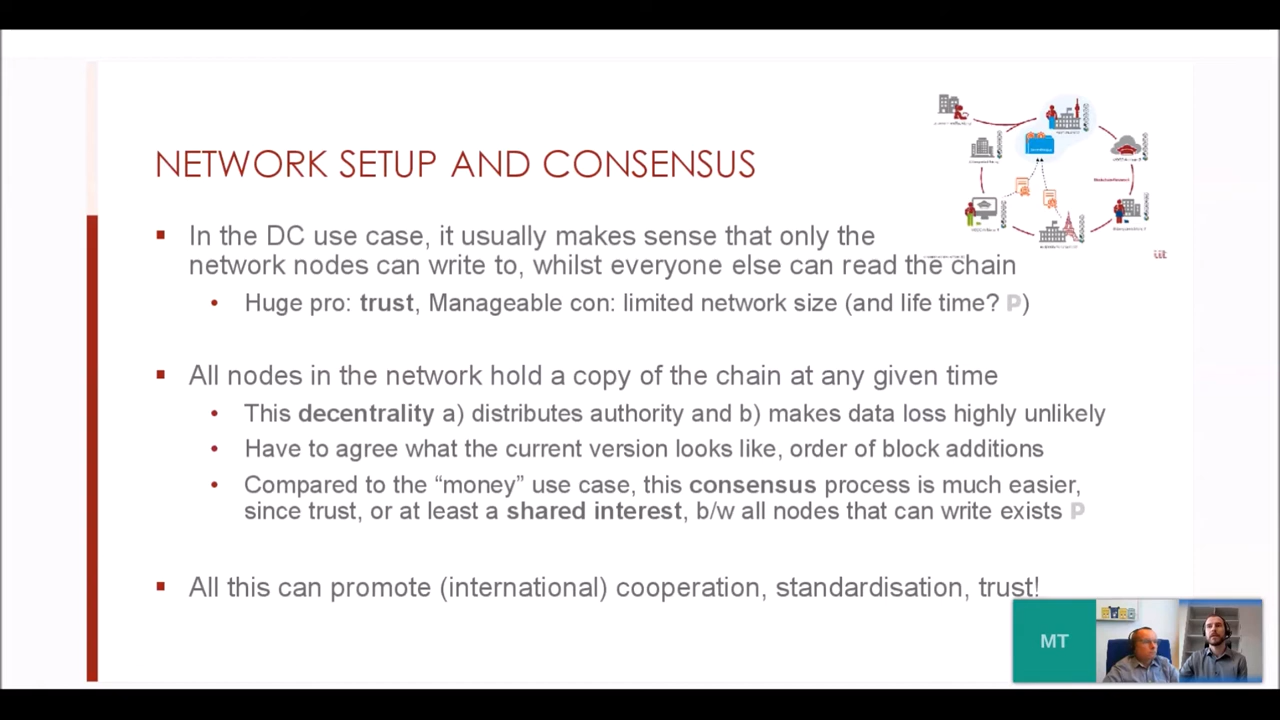 NETWORK SETUP AND CONSENSUS
In the DC use case, it usually makes sense that only the
network nodes can write to, whilst everyone else can read the chain
Huge pro: trust, Manageable con: limited network size (and life time? P)
All nodes in the network hold a copy of the chain at any given time
This decentrality a) distributes authority and b) makes data loss highly unlikely
Have to agree what the current version looks like, order of block additions
Compared to the “money” use case, this consensus process is much easier,
since trust, or at least a shared interest, b/w all nodes that can write exists P
All this can promote (international) cooperation, standardisation, trust!
MT